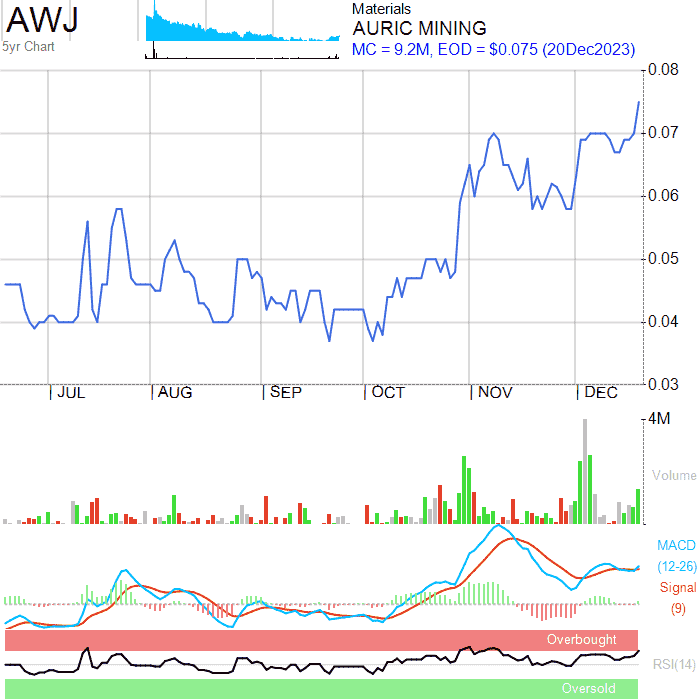 AWJ
5yr Chart
Materials
AURIC MINING
MC = 9.2M, EOD = $0.075 (20Dec2023)
0.08
0.07
0.06
0.05
0.04
0.03
JUL AUG SEP OCT NOV DEC
4M
Volume
MACD
(12-26)
Signal
(9)
Overbought
RSI(14)
Oversold